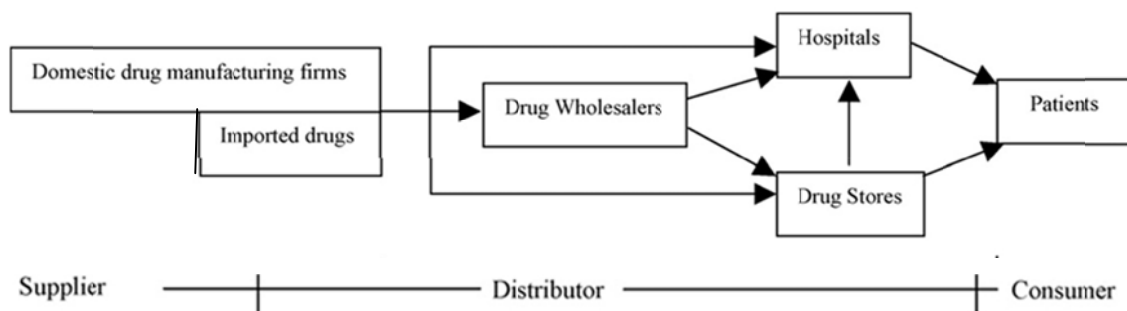 Hospitals
Domestic drug manufacturing firms
Drug Wholesalers
Patients
Imported drugs
Drug Stores
Supplier
Distributor
Consumer